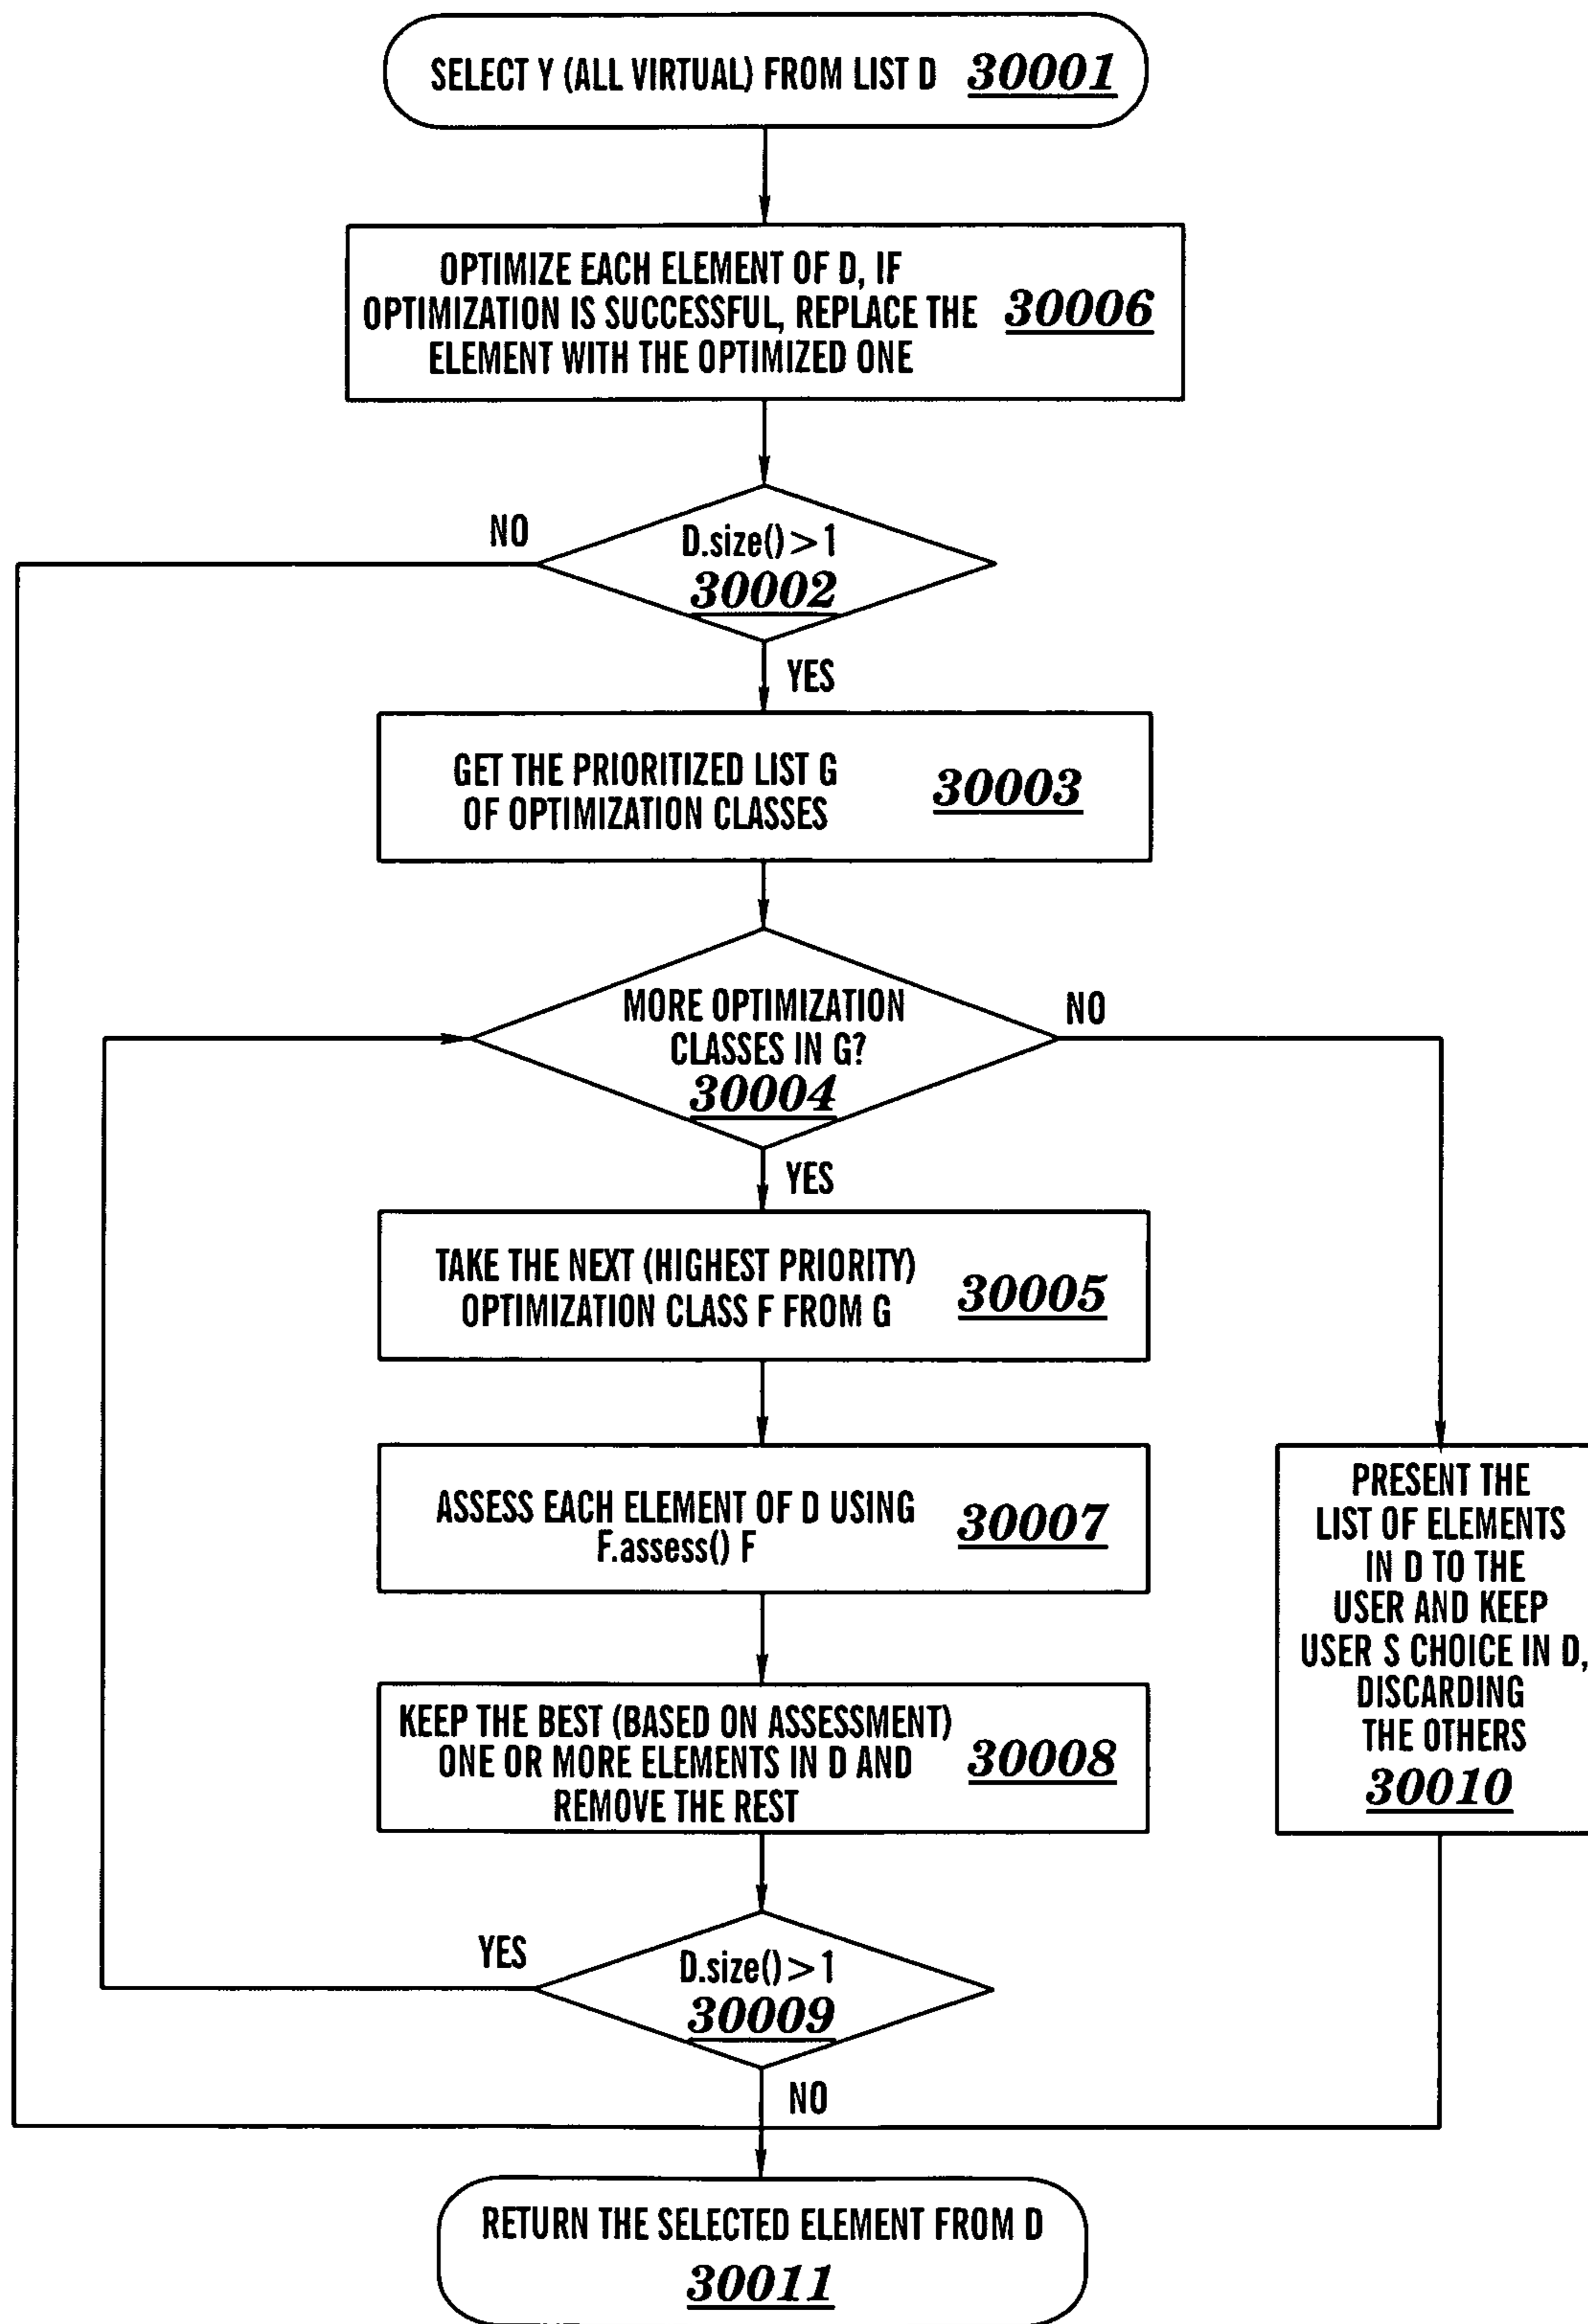 SELECT Y (ALL VIRTUAL) FROM LIST D 30001
OPTIMIZE EACH ELEMENT OF D, IF
OPTIMIZATION IS SUCCESSFUL, REPLACE THE 30006
ELEMENT WITH THE OPTIMIZED ONE
NO
D.size()>1
30002
YES
GET THE PRIORITIZED LIST G
OF OPTIMIZATION CLASSES
30003
MORE OPTIMIZATION
CLASSES IN G?
30004
NO
YES
TAKE THE NEXT (HIGHEST PRIORITY)
OPTIMIZATION CLASS F FROM G
30005
ASSESS EACH ELEMENT OF D USING
F.assess() F
30007
KEEP THE BEST (BASED ON ASSESSMENT)
ONE OR MORE ELEMENTS IN D AND
REMOVE THE REST
30008
PRESENT THE
LIST OF ELEMENTS
IN D TO THE
USER AND KEEP
USER S CHOICE IN D,
DISCARDING
THE OTHERS
30010
YES
D.size()>1
30009
NO
RETURN THE SELECTED ELEMENT FROM D
30011